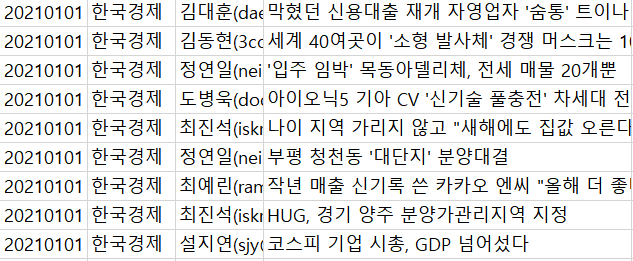 20210101 한국경제 김대훈(dae 막혔던 신용대출 재개 자영업자 '숨통' 트이나
20210101 한국경제 김동현(3cc 세계 40여곳이 '소형 발사체' 경쟁 머스크는
20210101 한국경제 정연일(nei '입주 임박' 목동아델리체, 전세 매물 20개뿐
20210101 한국경제 도병욱(doc 아이오닉5 기아 CV '신기술 풀충전' 차세대 전
20210101 한국경제 최진석(iskr 나이 지역 가리지 않고 "새해에도 집값 오른다
20210101 한국경제 정연일(nei 부평 청천동 '대단지' 분양대결
20210101 한국경제 최예린(ram 작년 매출 신기록 쓴 카카오 엔씨 "올해 더 좋
20210101 한국경제 최진석(iskr HUG, 경기 양주 분양가관리지역 지정
20210101 한국경제 설지연(sjy 코스피 기업 시총, GDP 넘어섰다